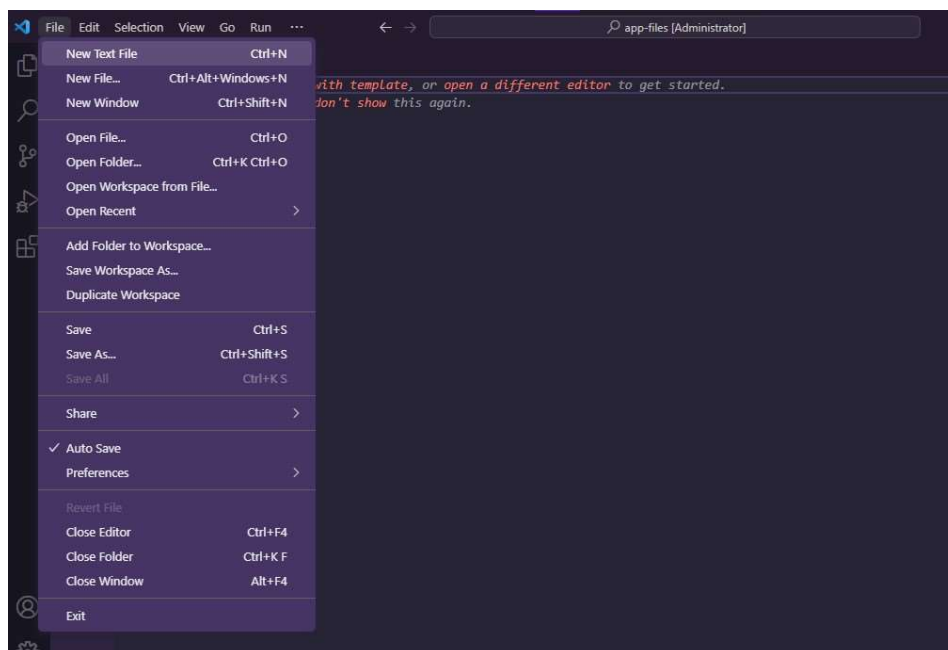 File Edit Selection View Go Run ···
app-files [Administrator]
New Text File Ctrl+N
New File... Ctrl+Alt+Windows+N
New Window Ctrl+Shift+N
Open File... Ctrl+O
Open Folder... Ctrl+K Ctrl+O
Open Workspace from File...
Open Recent
Add Folder to Workspace...
Save Workspace As...
Duplicate Workspace
Save Ctrl+S
Save As... Ctrl+Shift+S
Save All Ctrl+K S
Share
Auto Save
Preferences
Revert File
Close Editor Ctrl+F4
Close Folder Ctrl+K F
Close Window Alt+F4
Exit
with template, or open a different editor to get started.
don't show this again.